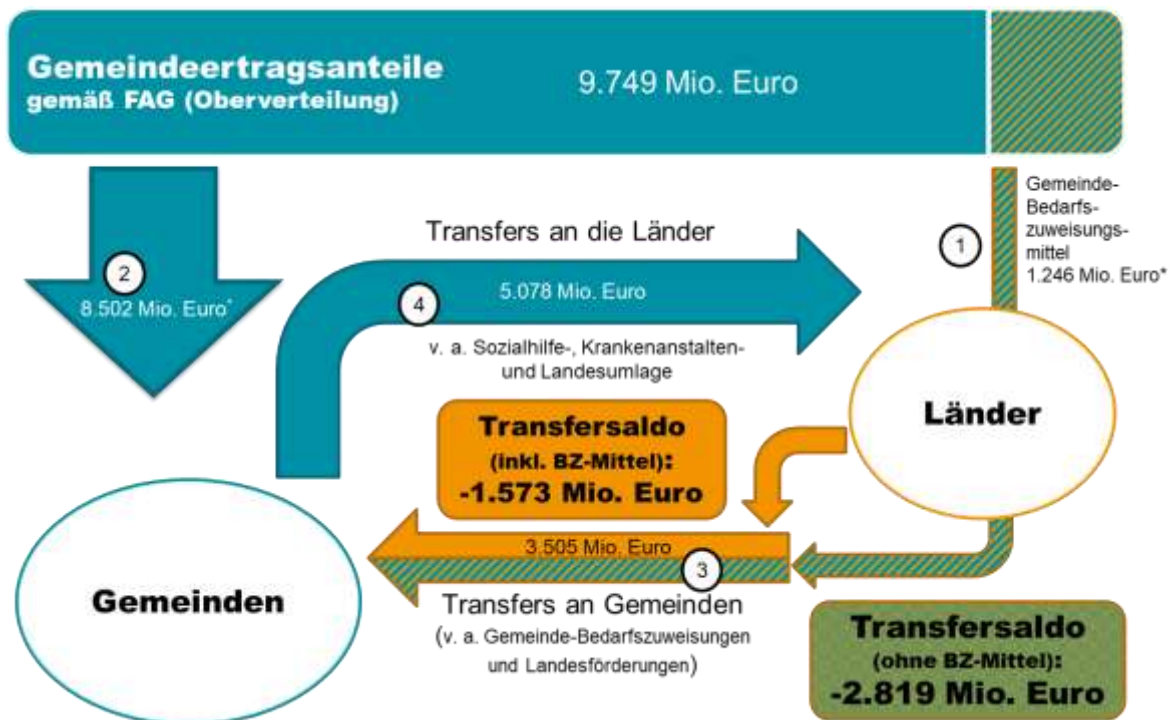 Gemeindeertragsanteile
gemäß FAG (Oberverteilung)
9.749 Mio. Euro
Gemeinde-
Bedarfs-
zuweisungs-
mittel
1.246 Mio. Euro*
1
2
8.502 Mio. Euro*
Transfers an die Länder
4
5.078 Mio. Euro
v. a. Sozialhilfe-, Krankenanstalten-
und Landesumlage
Länder
Transfersaldo
(inkl. BZ-Mittel):
-1.573 Mio. Euro
3.505 Mio. Euro
3
Gemeinden
Transfers an Gemeinden
(v. a. Gemeinde-Bedarfszuweisungen
und Landesförderungen)
Transfersaldo
(ohne BZ-Mittel):
-2.819 Mio. Euro